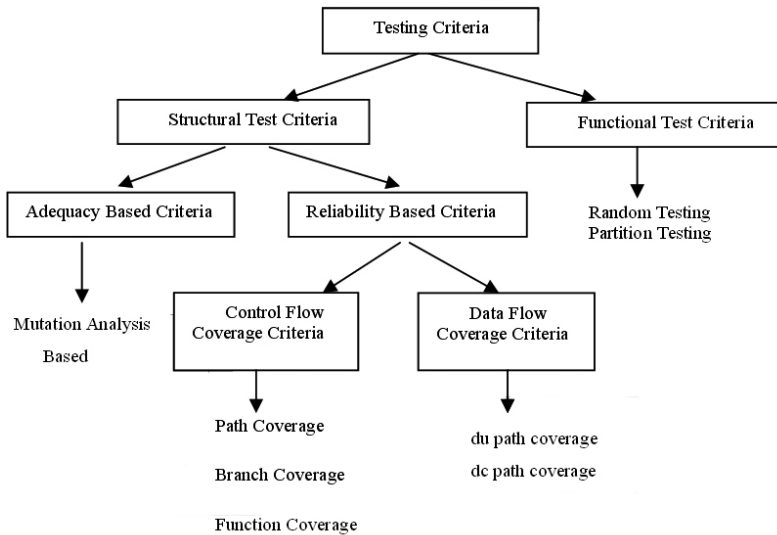 Testing Criteria
Structural Test Criteria
Functional Test Criteria
Adequacy Based Criteria
Reliability Based Criteria
Random Testing
Partition Testing
Mutation Analysis
Based
Control Flow
Coverage Criteria
Data Flow
Coverage Criteria
Path Coverage
Branch Coverage
Function Coverage
du path coverage
dc path coverage